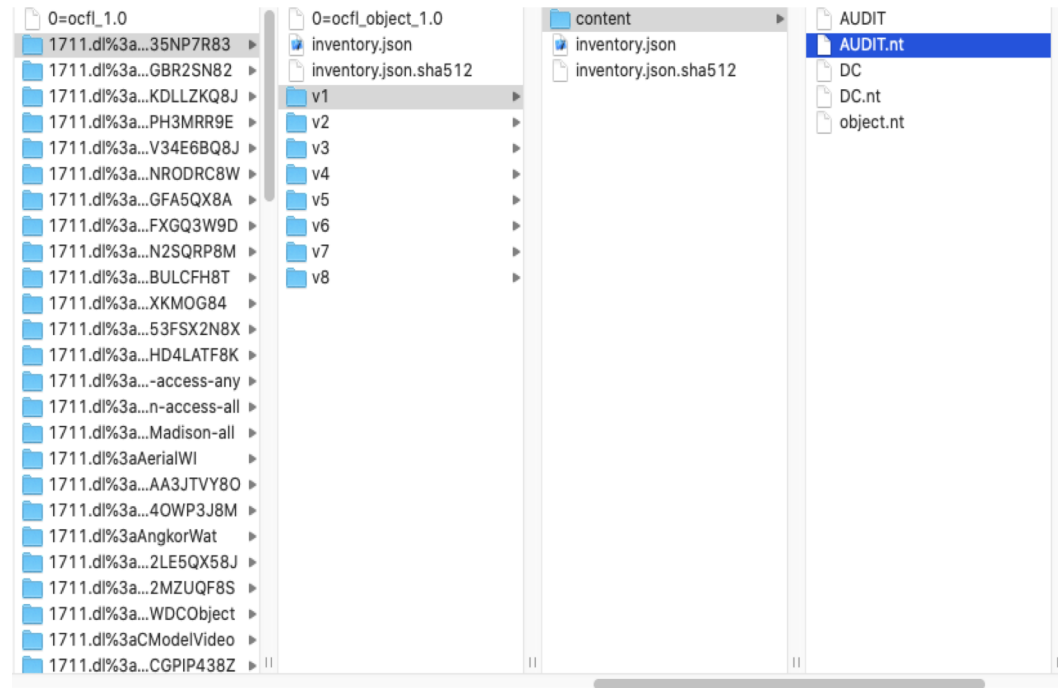 0=ocfl_1.0
1711.dl%3a...35NP7R83
1711.dl%3a...GBR2SN82
1711.dl%3a...KDLLZKQ8J
1711.dl%3a...PH3MRR9E
1711.dl%3a...V34E6BQ8J
1711.dl%3a...NRODRC8W
1711.dl%3a...GFA5QX8A
1711.dl%3a...FXGQ3W9D
1711.dl%3a...N2SQRP8M
1711.dl%3a...BULCFH8T
1711.dl%3a...XKMOG84
1711.dl%3a...53FSX2N8X
1711.dl%3a...HD4LATF8K
1711.dl%3a...-access-any
1711.dl%3a...n-access-all
1711.dl%3a...Madison-all
1711.dl%3aAerialWI
1711.dl%3a...AA3JTVY8O
1711.dl%3a...4OWP3J8M
1711.dl%3aAngkorWat
1711.dl%3a...2LE5QX58J
1711.dl%3a...2MZUQF8S
1711.dl%3a...WDCObject
1711.dl%3aCModelVideo
1711.dl%3a...CGPIP438Z
0=ocfl_object_1.0
inventory.json
inventory.json.sha512
v1
v2
v3
v4
v5
v6
v7
v8
content
inventory.json
inventory.json.sha512
AUDIT
AUDIT.nt
DC
DC.nt
object.nt